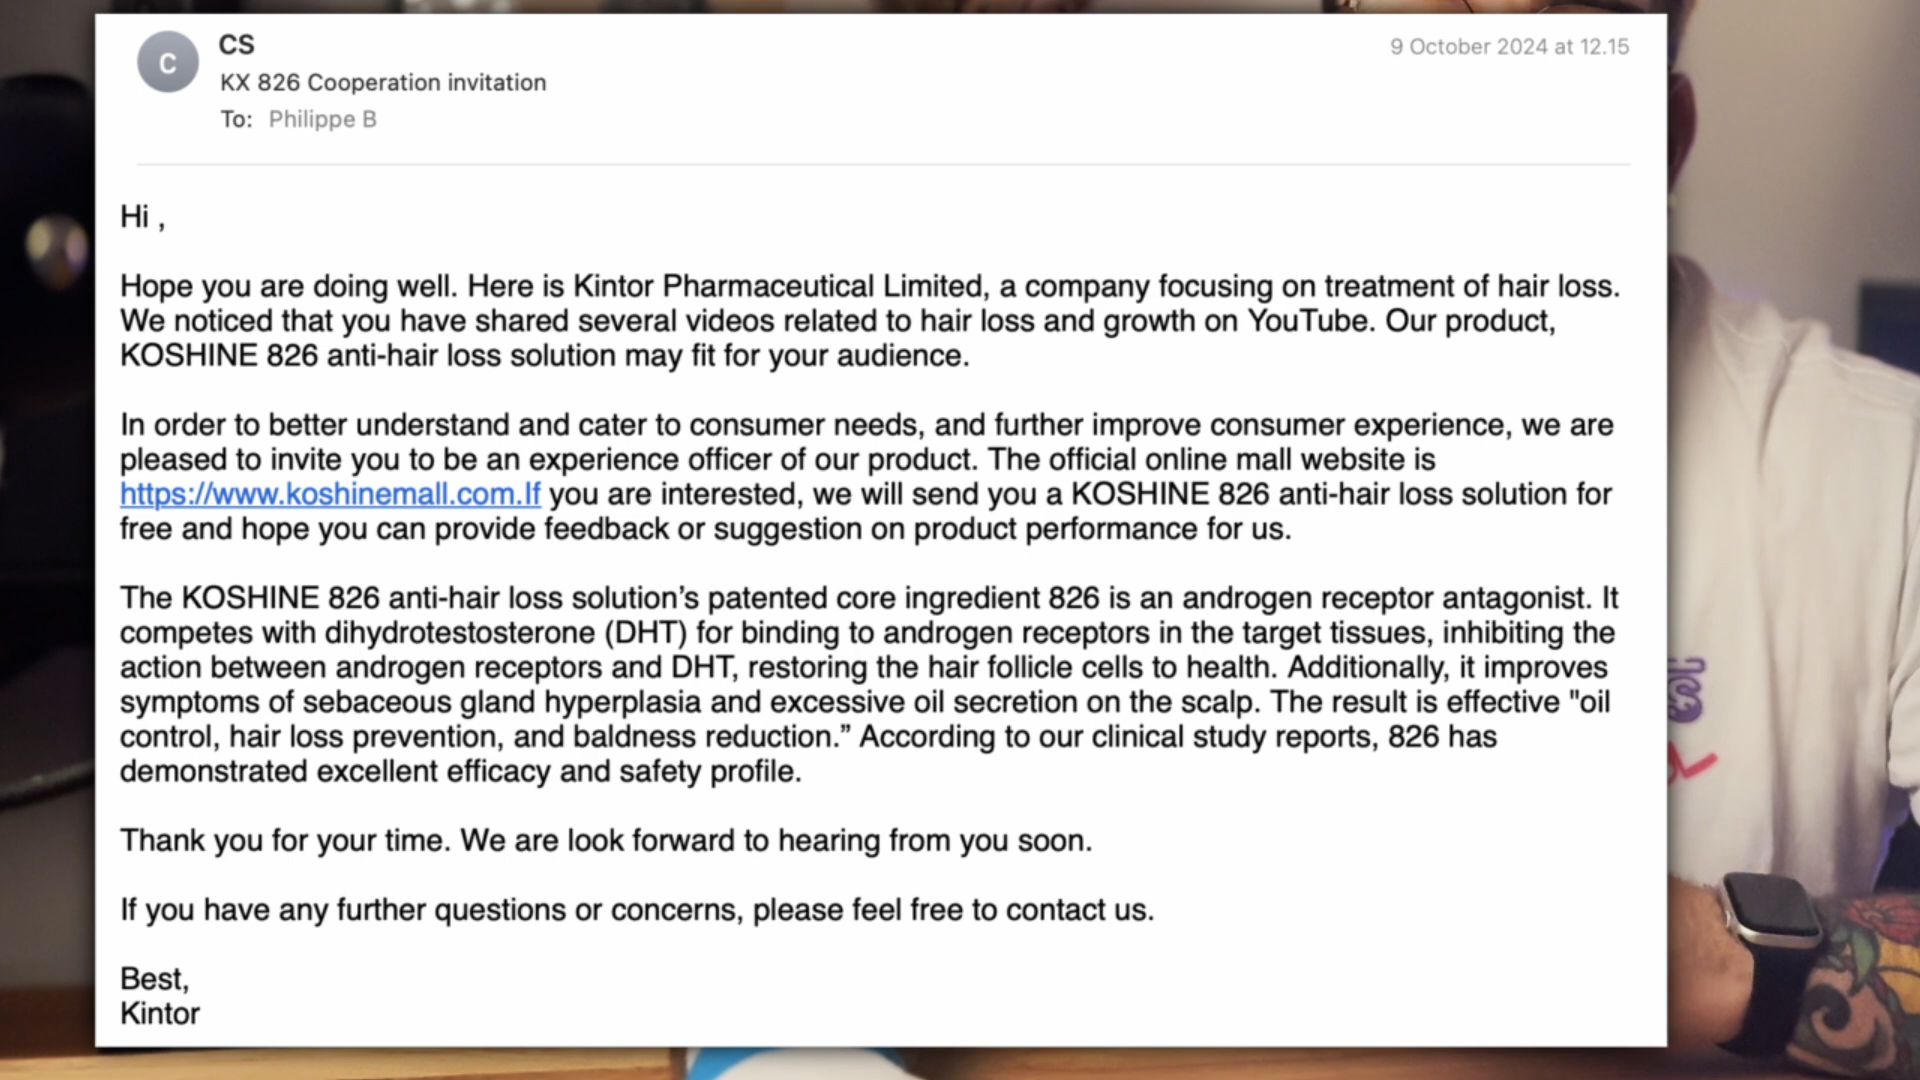 C
CS
9 October 2024 at 12.15
KX 826 Cooperation invitation
To: Philippe B
Hi ,
Hope you are doing well. Here is Kintor Pharmaceutical Limited, a company focusing on treatment of hair loss.
We noticed that you have shared several videos related to hair loss and growth on YouTube. Our product,
KOSHINE 826 anti-hair loss solution may fit for your audience.
In order to better understand and cater to consumer needs, and further improve consumer experience, we are
pleased to invite you to be an experience officer of our product. The official online mall website is
https://www.koshinemall.com.If you are interested, we will send you a KOSHINE 826 anti-hair loss solution for
free and hope you can provide feedback or suggestion on product performance for us.
The KOSHINE 826 anti-hair loss solution’s patented core ingredient 826 is an androgen receptor antagonist. It
competes with dihydrotestosterone (DHT) for binding to androgen receptors in the target tissues, inhibiting the
action between androgen receptors and DHT, restoring the hair follicle cells to health. Additionally, it improves
symptoms of sebaceous gland hyperplasia and excessive oil secretion on the scalp. The result is effective "oil
control, hair loss prevention, and baldness reduction.” According to our clinical study reports, 826 has
demonstrated excellent efficacy and safety profile.
Thank you for your time. We are look forward to hearing from you soon.
If you have any further questions or concerns, please feel free to contact us.
Best,
Kintor